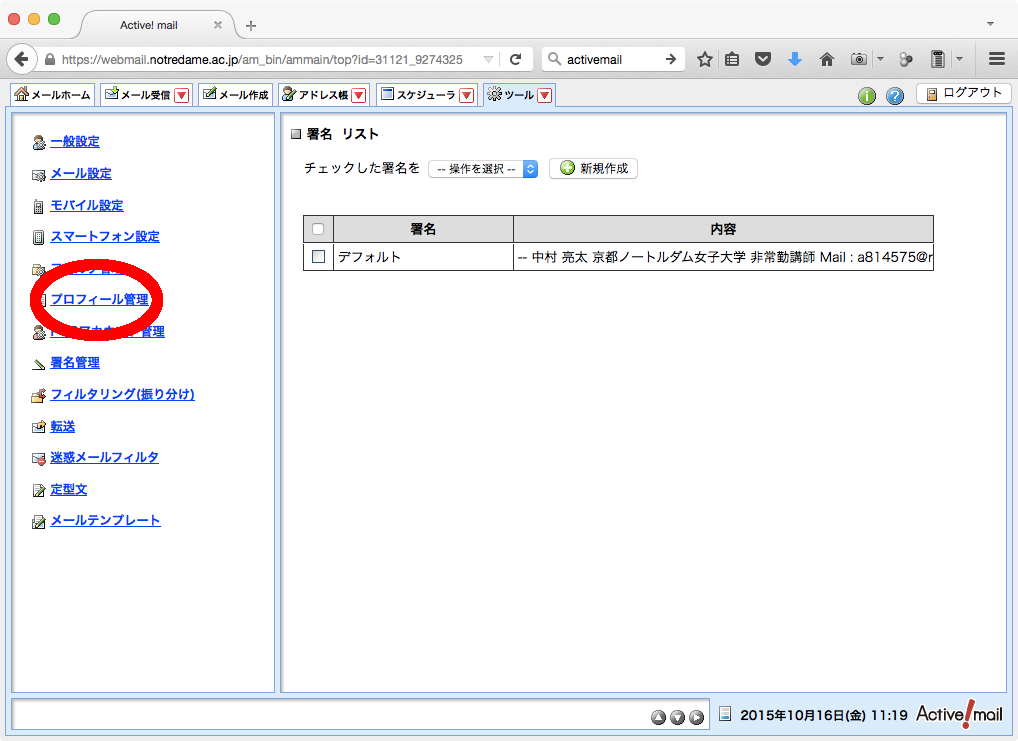 Active! mail
https://webmail.notredame.ac.jp/am_bin/ammain/top?id=31121_9274325
activemail
メールホーム メール受信 メール作成 アドレス帳 スケジューラ ツール
ログアウト
一般設定
メール設定
モバイル設定
スマートフォン設定
プロフィール管理
管理
署名管理
フィルタリング(振り分け)
転送
迷惑メールフィルタ
定型文
メールテンプレート
署名 リスト
チェックした署名を -- 操作を選択 -- 新規作成
署名 内容
デフォルト -- 中村 亮太 京都ノートルダム女子大学 非常勤講師 Mail : a814575@r
2015年10月16日(金) 11:19 Active! mail